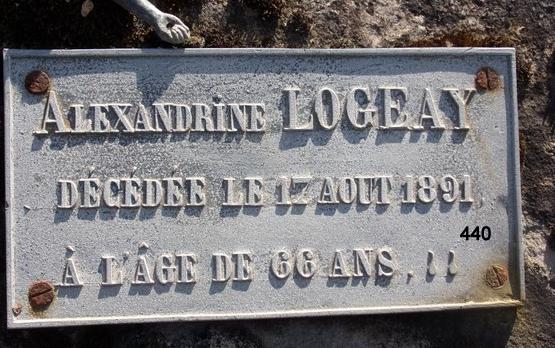 ALEXANDRINE LOGEAY
DÉCÉDÉE LE 17 AOUT 1891
440
À L'ÂGE DE 66 ANS, !!